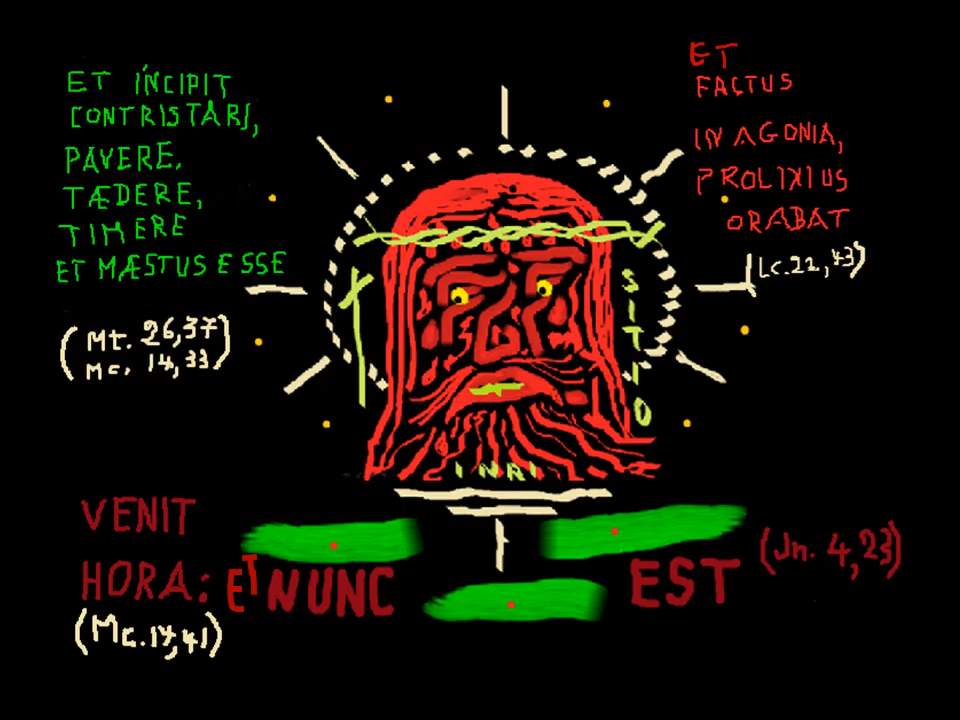 ET INCIPIT
CONTRISTARI,
PAVERE.
TÆDERE,
TIMERE
ET MÆSTUS ESSE
(Mt. 26,37
Mc, 14,33)
ET
FACTUS
IN AGONIA,
PROLIXIUS
ORABAT
(Lc.22,43)
SITIO
INRI
VENIT
HORA: ET NUNC EST (Jn. 4,23)
(Mc.14,41)